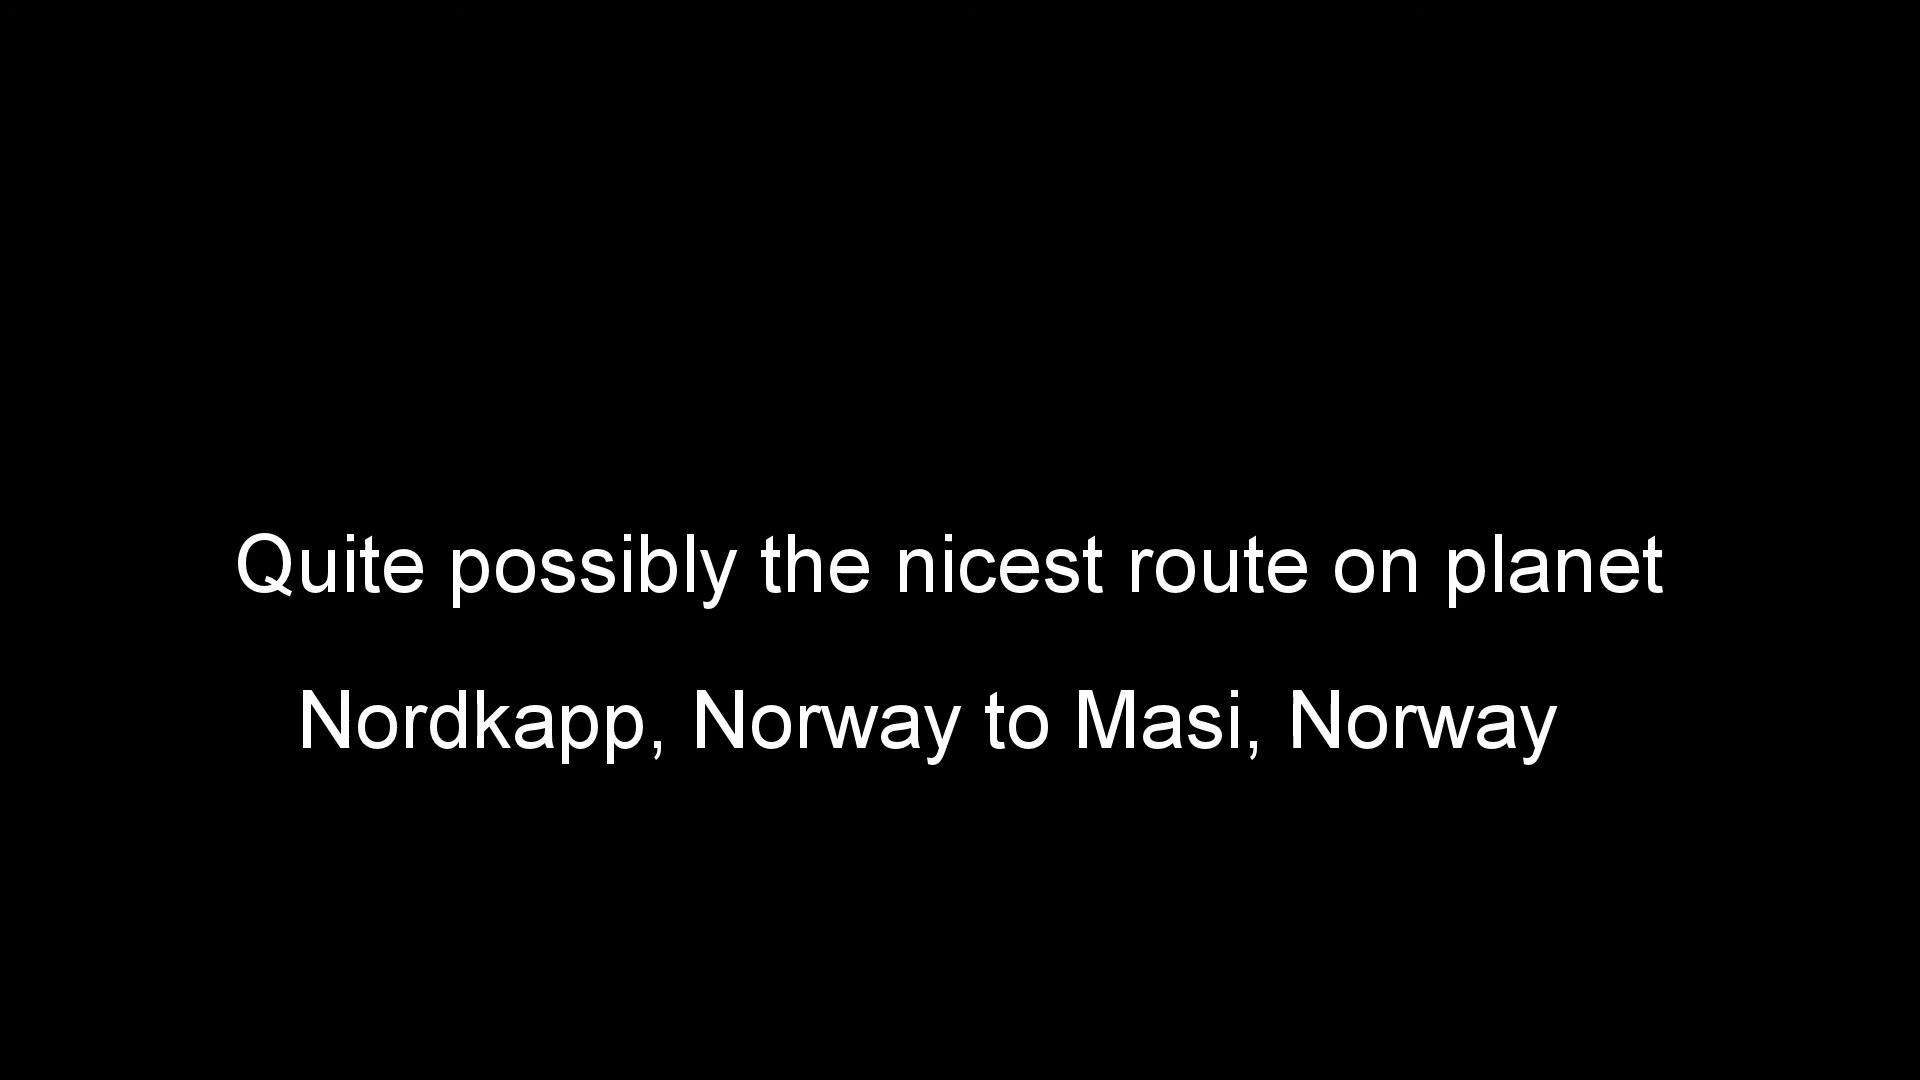 Quite possibly the nicest route on planet
Nordkapp, Norway to Masi, Norway